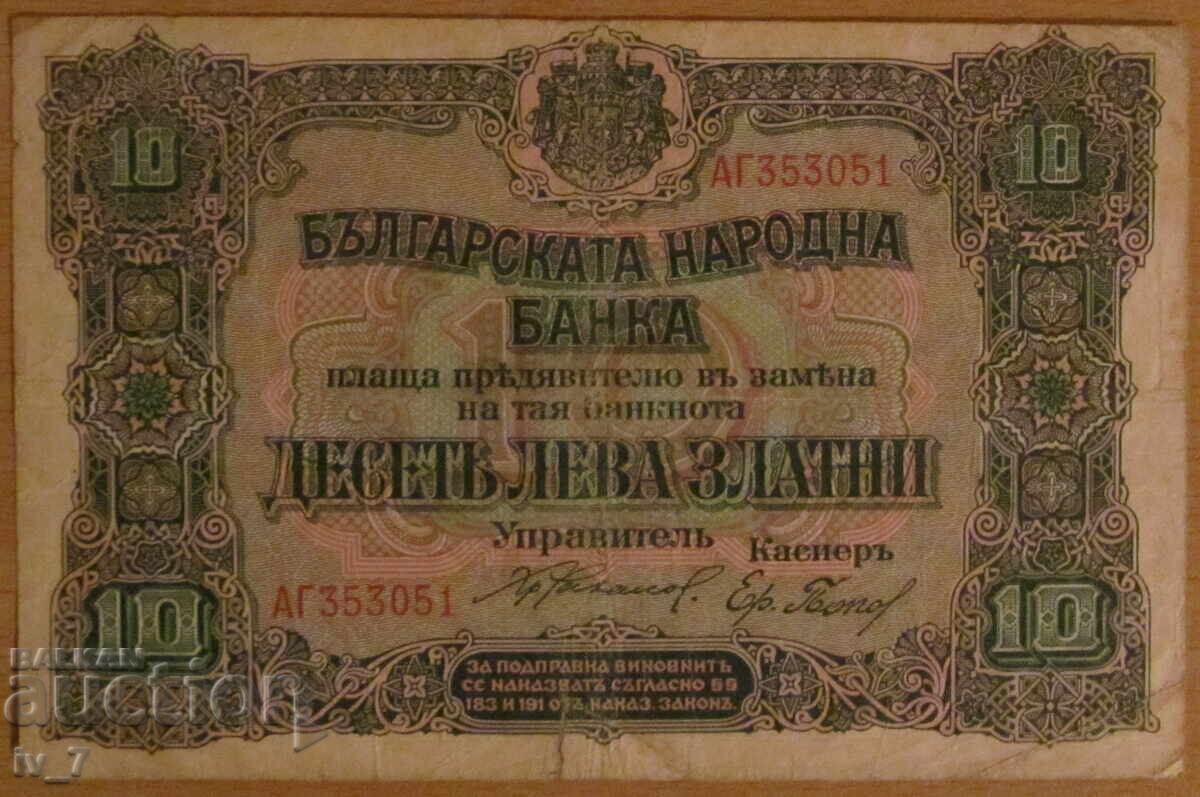 10 10
АГ353051
БЪЛГАРСКАТА НАРОДНА
БАНКА
плаща прѣдявителю въ замѣна
на тая банкнота
ДЕСЕТЬ ЛЕВА ЗЛАТНИ
Управитель Касиеръ
АГ353051
10 10
ЗА ПОДПРАВКА ВИНОВНИТѢ
СЕ НАКАЗВАТЪ СЪГЛАСНО §§
183 И 191 ОТЪ НАКАЗ. ЗАКОНЪ.
BALKAN
auction
iv_7